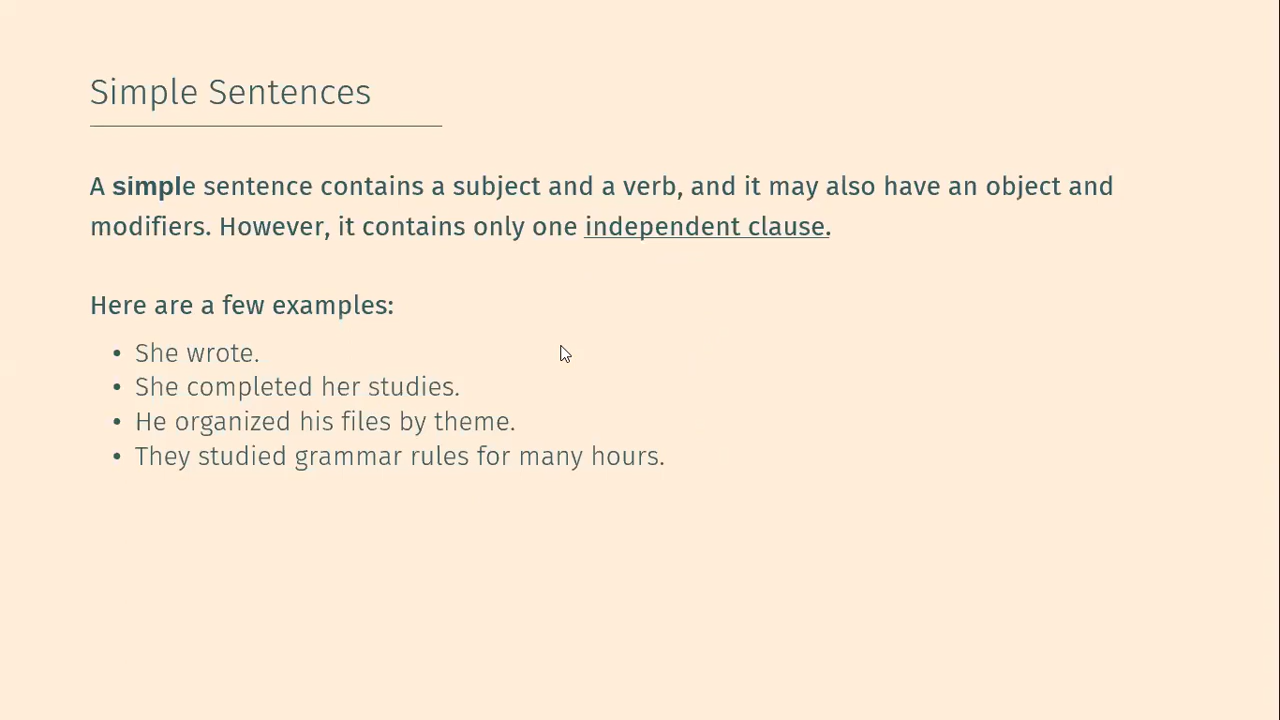 Simple Sentences
A simple sentence contains a subject and a verb, and it may also have an object and
modifiers. However, it contains only one independent clause.
Here are a few examples:
• She wrote.
• She completed her studies.
• He organized his files by theme.
• They studied grammar rules for many hours.